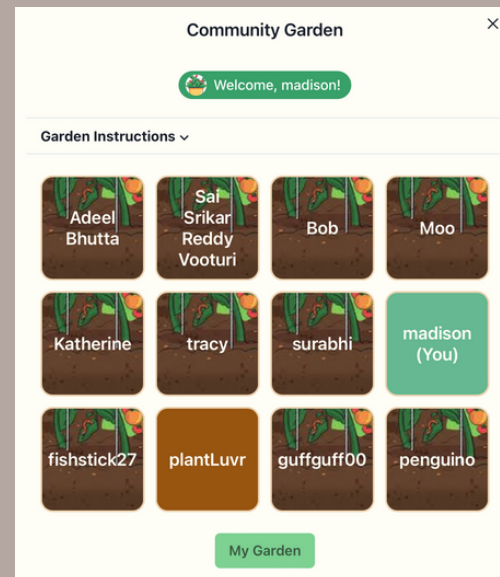 Community Garden
Welcome, madison!
Garden Instructions
Adeel
Bhutta
Sai
Srikar
Reddy
Vooturi
Bob
Moo
Katherine
tracy
surabhi
madison
(You)
fishstick27
plantLuvr
guffguff00
penguino
My Garden